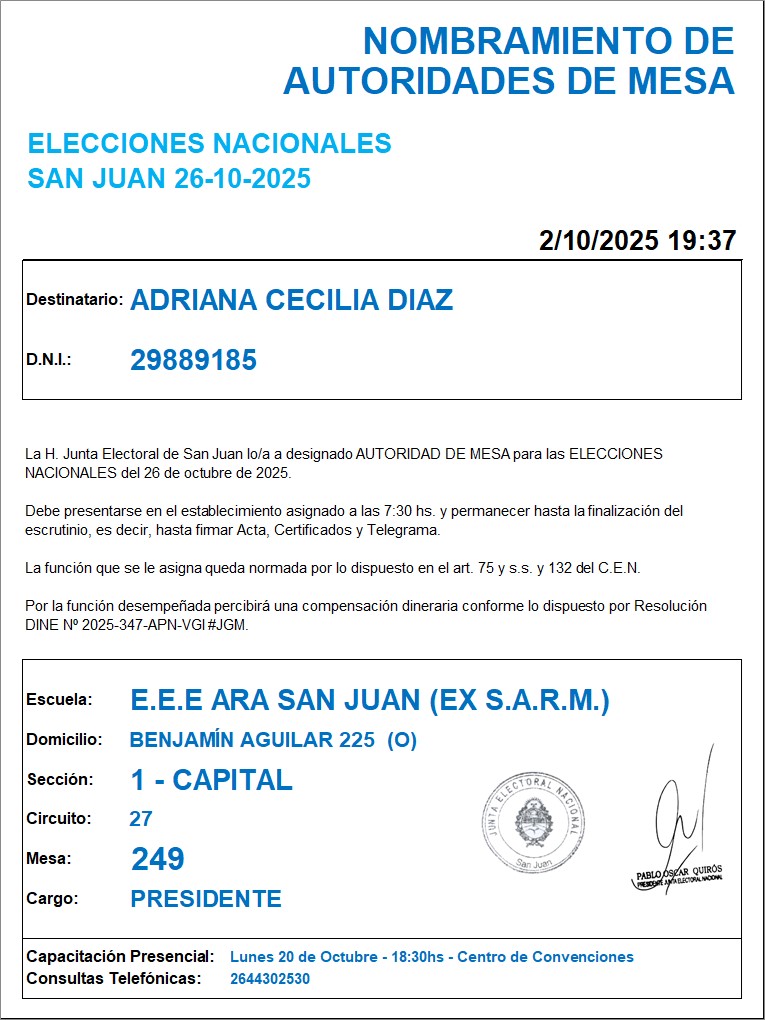 NOMBRAMIENTO DE
AUTORIDADES DE MESA
ELECCIONES NACIONALES
SAN JUAN 26-10-2025
2/10/2025 19:37
Destinatario: ADRIANA CECILIA DIAZ
D.N.I.: 29889185
La H. Junta Electoral de San Juan lo/a a designado AUTORIDAD DE MESA para las ELECCIONES
NACIONALES del 26 de octubre de 2025.
Debe presentarse en el establecimiento asignado a las 7:30 hs. y permanecer hasta la finalización del
escrutinio, es decir, hasta firmar Acta, Certificados y Telegrama.
La función que se le asigna queda normada por lo dispuesto en el art. 75 y s.s. y 132 del C.E.N.
Por la función desempeñada percibirá una compensación dineraria conforme lo dispuesto por Resolución
DINE Nº 2025-347-APN-VGI#JGM.
Escuela: E.E.E ARA SAN JUAN (EX S.A.R.M.)
Domicilio: BENJAMÍN AGUILAR 225 (O)
Sección: 1 - CAPITAL
Circuito: 27
Mesa: 249
Cargo: PRESIDENTE
JUNTA ELECTORAL NACIONAL
San Juan
PABLO OSCAR QUIRÓS
PRESIDENTE JUNTA ELECTORAL NACIONAL
Capacitación Presencial: Lunes 20 de Octubre - 18:30hs - Centro de Convenciones
Consultas Telefónicas: 2644302530